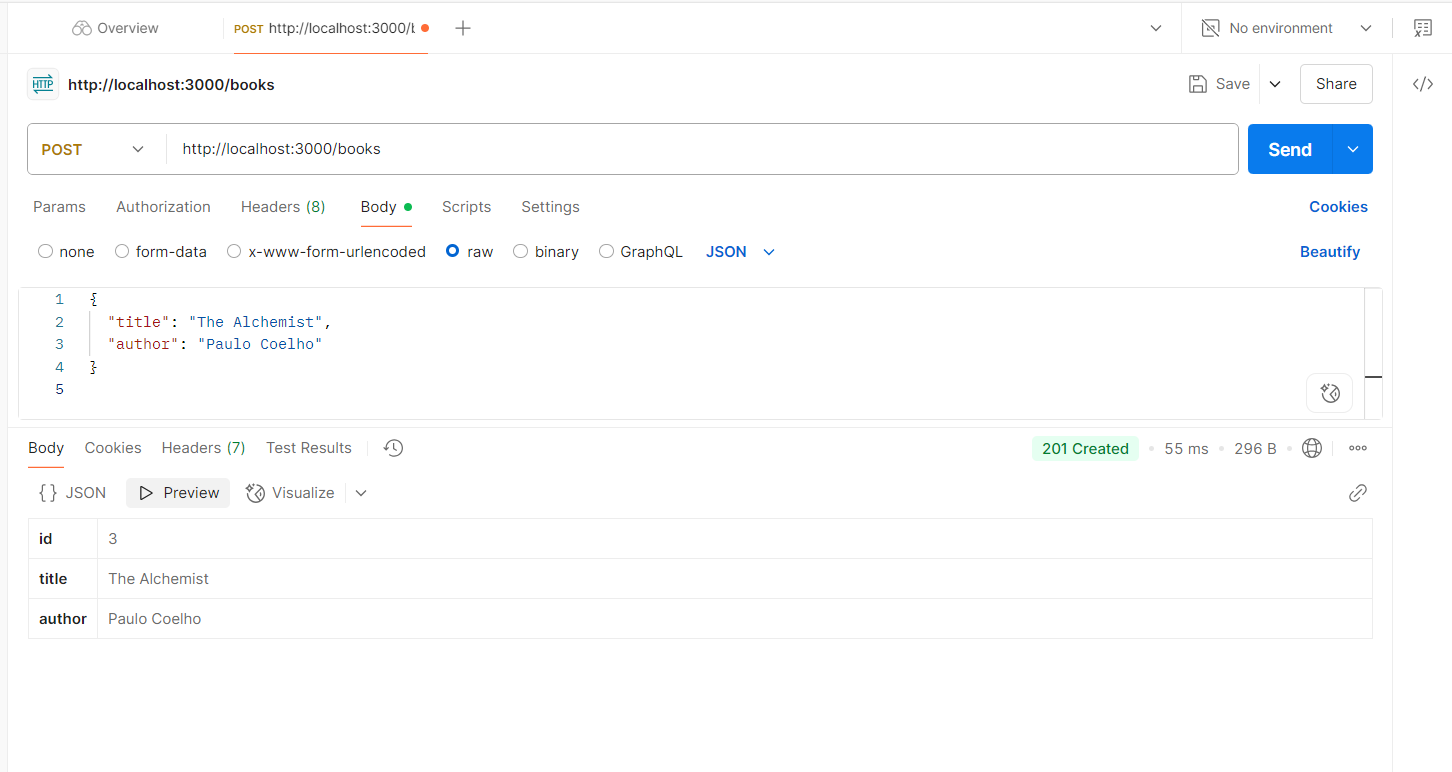 Overview POST http://localhost:3000/b No environment
HTTP http://localhost:3000/books Save Share
POST http://localhost:3000/books Send
Params Authorization Headers (8) Body Scripts Settings Cookies
none form-data x-www-form-urlencoded raw binary GraphQL JSON Beautify
1 {
2 "title": "The Alchemist",
3 "author": "Paulo Coelho"
4 }
5
Body Cookies Headers (7) Test Results 201 Created • 55 ms • 296 B •
{} JSON Preview Visualize
id 3
title The Alchemist
author Paulo Coelho